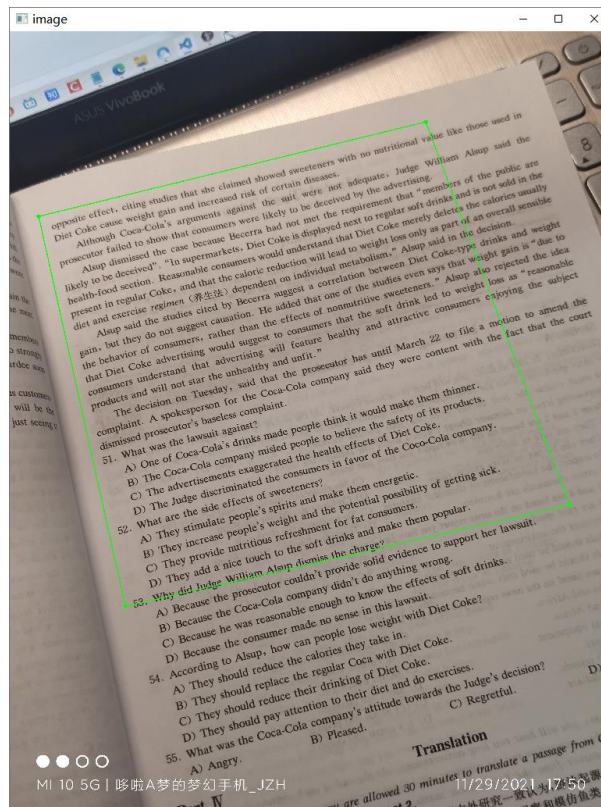 image
ASUS VivoBook
opposite effect, citing studies that she claimed showed sweeteners with no nutritional value like those used in
Diet Coke cause weight gain and increased risk of certain diseases.
Although Coca-Cola's arguments against the suit were not adequate, Judge William Alsup said the
prosecutor failed to show that consumers were likely to be deceived by the advertising.
Alsup dismissed the case because Becerra had not met the requirement that "members of the public are
likely to be deceived". "In supermarkets, Diet Coke is displayed next to regular soft drinks and is not sold in the
health-food section. Reasonable consumers would understand that Diet Coke merely deletes the calories usually
present in regular Coke, and that the caloric reduction will lead to weight loss only as part of an overall sensible
diet and exercise regimen (养生法) dependent on individual metabolism," Alsup said in the decision.
Alsup said the studies cited by Becerra suggest a correlation between Diet Coke-type drinks and weight
gain, but they do not suggest causation. He added that one of the studies even says that weight gain is "due to
the behavior of consumers, rather than the effects of nonnutritive sweeteners." Alsup also rejected the idea
that Diet Coke advertising would suggest to consumers that the soft drink led to weight loss as "reasonable
consumers understand that advertising will feature healthy and attractive consumers enjoying the subject
products and will not star the unhealthy and unfit."
The decision on Tuesday, said that the prosecutor has until March 22 to file a motion to amend the
complaint. A spokesperson for the Coca-Cola company said they were content with the fact that the court
dismissed prosecutor's baseless complaint.
51. What was the lawsuit against?
A) One of Coca-Cola's drinks made people think it would make them thinner.
B) The Coca-Cola company misled people to believe the safety of its products.
C) The advertisements exaggerated the health effects of Diet Coke.
D) The Judge discriminated the consumers in favor of the Coco-Cola company.
52. What are the side effects of sweeteners?
A) They stimulate people's spirits and make them energetic.
B) They increase people's weight and the potential possibility of getting sick.
C) They provide nutritious refreshment for fat consumers.
D) They add a nice touch to the soft drinks and make them popular.
53. Why did Judge William Alsup dismiss the charge?
A) Because the prosecutor couldn't provide solid evidence to support her lawsuit.
B) Because the Coca-Cola company didn't do anything wrong.
C) Because he was reasonable enough to know the effects of soft drinks.
D) Because the consumer made no sense in this lawsuit.
54. According to Alsup, how can people lose weight with Diet Coke?
A) They should reduce the calories they take in.
B) They should replace the regular Coca with Diet Coke.
C) They should reduce their drinking of Diet Coke.
D) They should pay attention to their diet and do exercises.
55. What was the Coca-Cola company's attitude towards the Judge's decision?
A) Angry. B) Pleased. C) Regretful. D)
Translation
are allowed 30 minutes to translate a passage from
MI 10 5G | 哆啦A梦的梦幻手机_JZH
11/29/2021 17:50